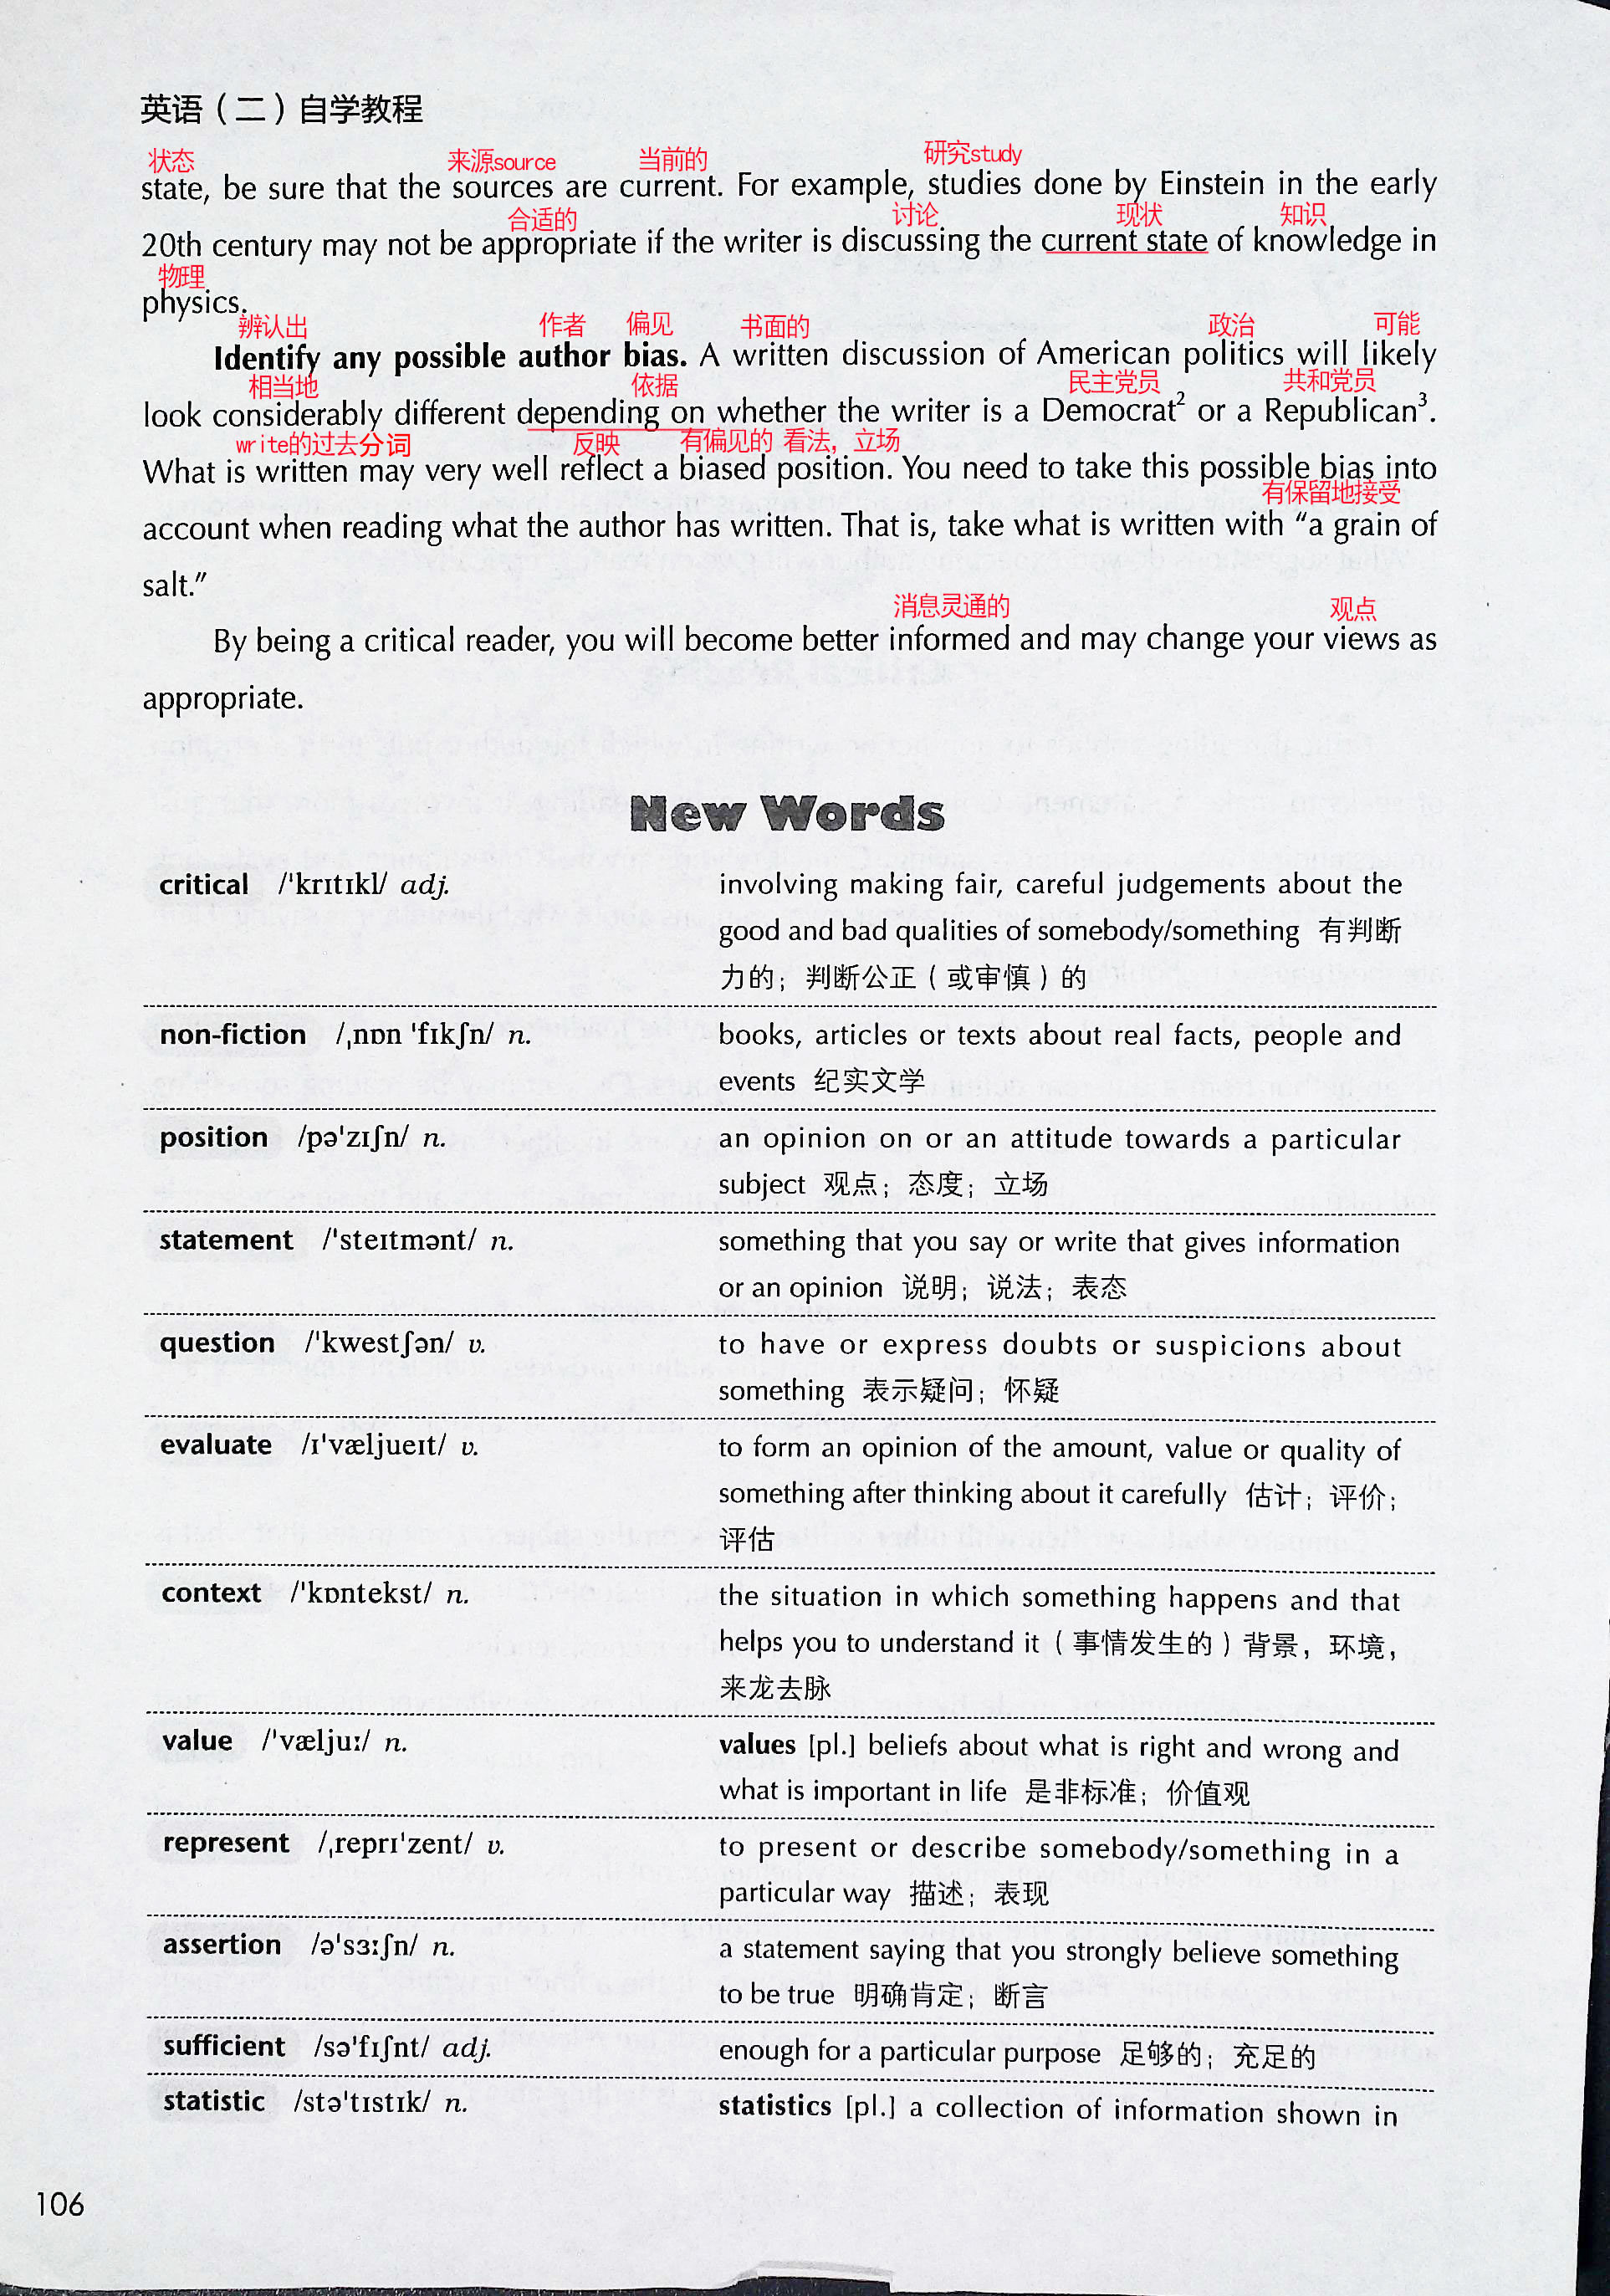 英语（二）自学教程
状态 来源source 当前的 研究study
state, be sure that the sources are current. For example, studies done by Einstein in the early
合适的 讨论 现状 知识
20th century may not be appropriate if the writer is discussing the current state of knowledge in
物理
physics.
辨认出 作者 偏见 书面的 政治 可能
Identify any possible author bias. A written discussion of American politics will likely
相当地 依据 民主党员 共和党员
look considerably different depending on whether the writer is a Democrat² or a Republican³.
write的过去分词 反映 有偏见的 看法，立场
What is written may very well reflect a biased position. You need to take this possible bias into
有保留地接受
account when reading what the author has written. That is, take what is written with “a grain of
salt.”
消息灵通的 观点
By being a critical reader, you will become better informed and may change your views as
appropriate.
New Words
critical /ˈkrɪtɪkl/ adj. involving making fair, careful judgements about the
good and bad qualities of somebody/something 有判断
力的；判断公正（或审慎）的
non-fiction /ˌnɒn ˈfɪkʃn/ n. books, articles or texts about real facts, people and
events 纪实文学
position /pəˈzɪʃn/ n. an opinion on or an attitude towards a particular
subject 观点；态度；立场
statement /ˈsteɪtmənt/ n. something that you say or write that gives information
or an opinion 说明；说法；表态
question /ˈkwestʃən/ v. to have or express doubts or suspicions about
something 表示疑问；怀疑
evaluate /ɪˈvæljueɪt/ v. to form an opinion of the amount, value or quality of
something after thinking about it carefully 估计；评价；
评估
context /ˈkɒntekst/ n. the situation in which something happens and that
helps you to understand it（事情发生的）背景，环境，
来龙去脉
value /ˈvæljuː/ n. values [pl.] beliefs about what is right and wrong and
what is important in life 是非标准；价值观
represent /ˌreprɪˈzent/ v. to present or describe somebody/something in a
particular way 描述；表现
assertion /əˈsɜːʃn/ n. a statement saying that you strongly believe something
to be true 明确肯定；断言
sufficient /səˈfɪʃnt/ adj. enough for a particular purpose 足够的；充足的
statistic /stəˈtɪstɪk/ n. statistics [pl.] a collection of information shown in
106